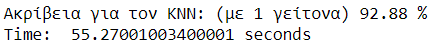 Ακρίβεια για τον KNN: (με 1 γείτονα) 92.88 %
Time:  55.27001003400001 seconds